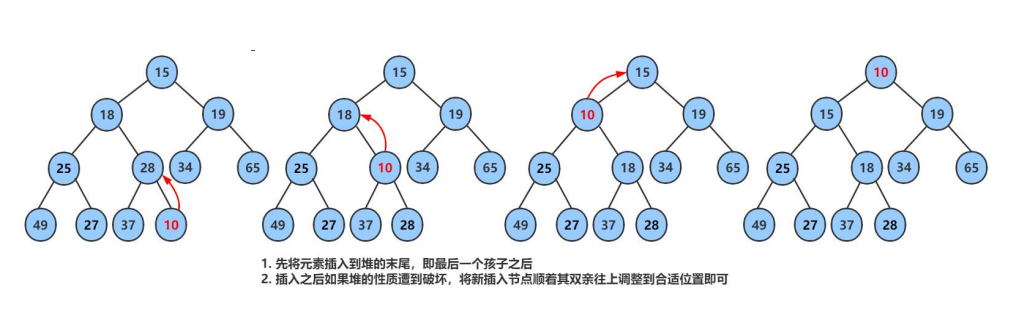 15 15 15 10
18 19 18 19 10 19 15 19
25 28 34 65 25 10 34 65 25 18 34 65 25 18 34 65
49 27 37 10 49 27 37 28 49 27 37 28 49 27 37 28
1. 先将元素插入到堆的末尾，即最后一个孩子之后
2. 插入之后如果堆的性质遭到破坏，将新插入节点顺着其双亲往上调整到合适位置即可